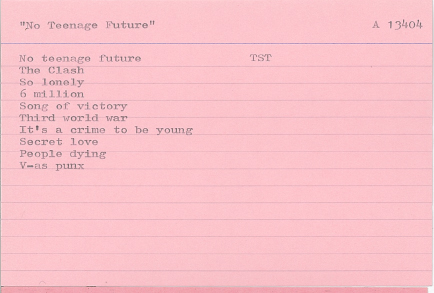 "No Teenage Future" A 13404
No teenage future TST
The Clash
So lonely
6 million
Song of victory
Third world war
It's a crime to be young
Secret love
People dying
V-as punx